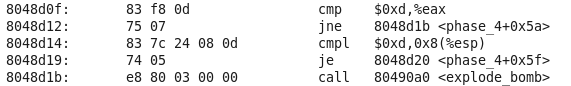 8048d0f: 83 f8 0d cmp $0xd,%eax
8048d12: 75 07 jne 8048d1b <phase_4+0x5a>
8048d14: 83 7c 24 08 0d cmpl $0xd,0x8(%esp)
8048d19: 74 05 je 8048d20 <phase_4+0x5f>
8048d1b: e8 80 03 00 00 call 80490a0 <explode_bomb>